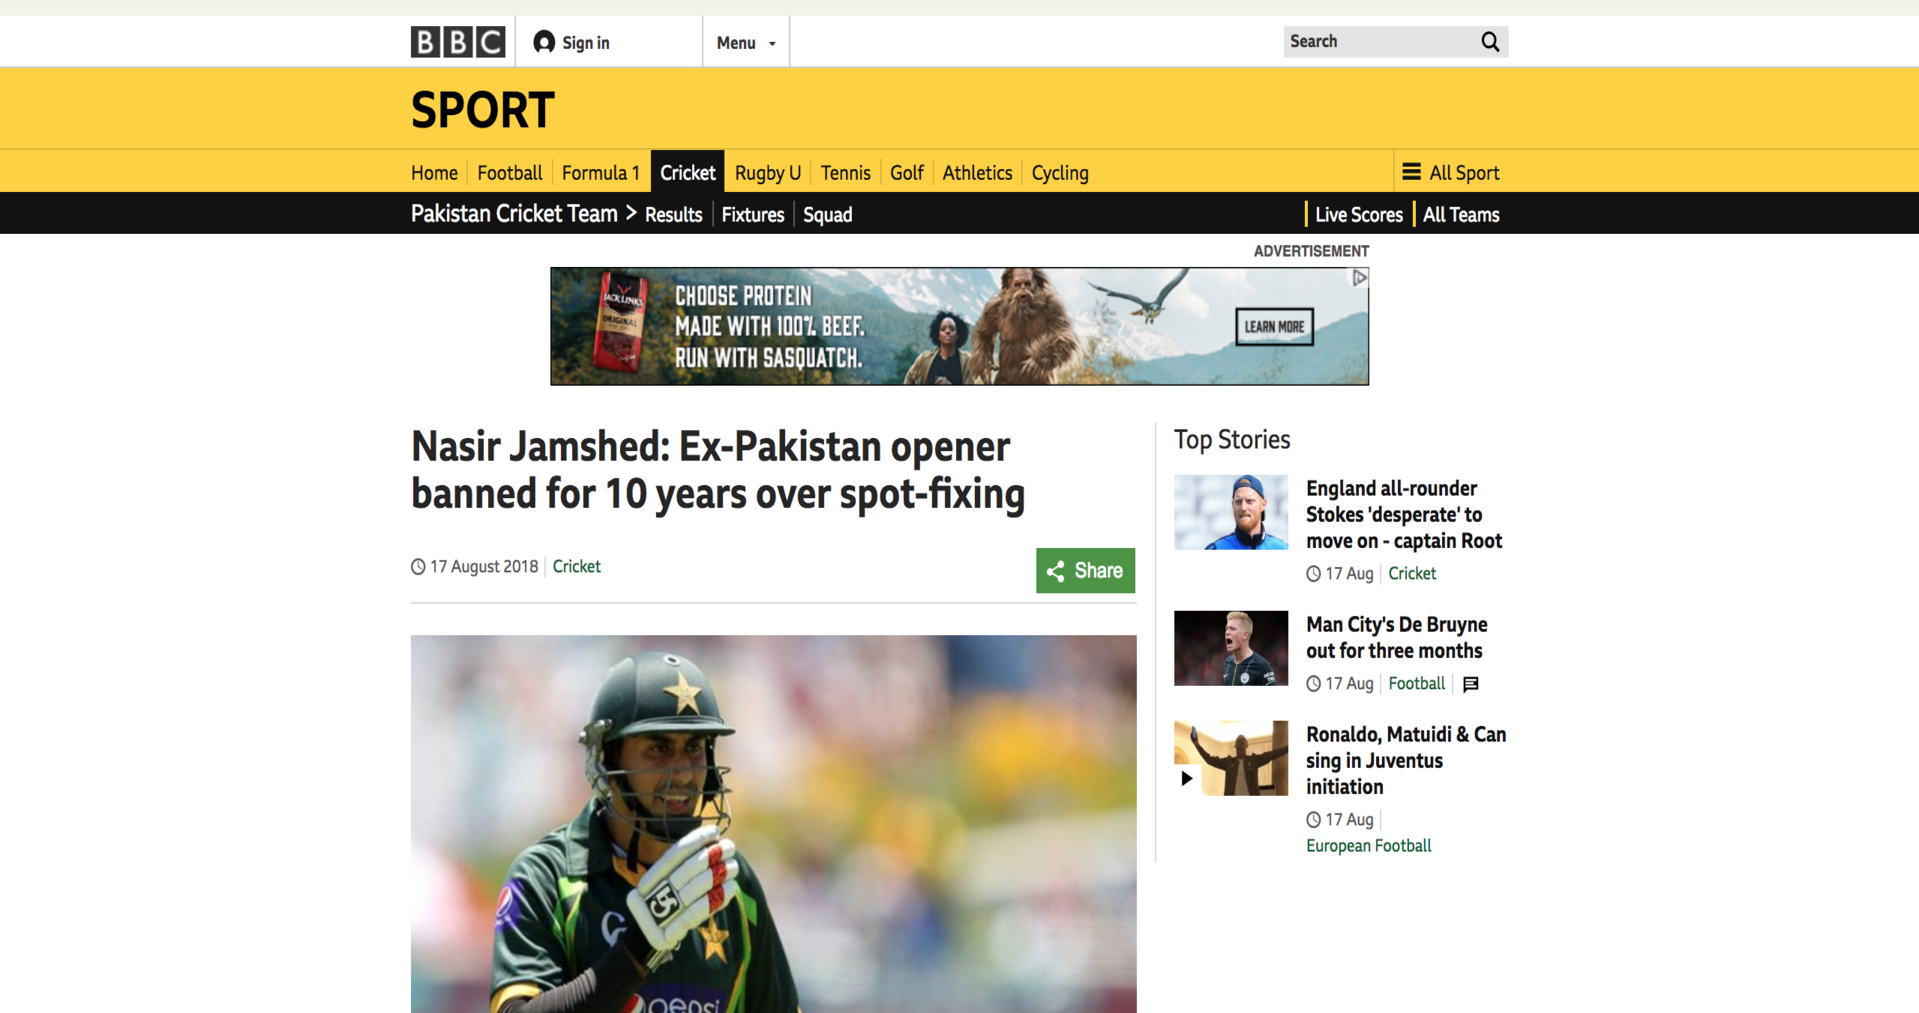 BBC
Sign in
Menu
Search
SPORT
Home
Football
Formula 1
Cricket
Rugby U
Tennis
Golf
Athletics
Cycling
All Sport
Pakistan Cricket Team
Results
Fixtures
Squad
Live Scores
All Teams
ADVERTISEMENT
JACK LINK'S
ORIGINAL
CHOOSE PROTEIN
MADE WITH 100% BEEF.
RUN WITH SASQUATCH.
LEARN MORE
Nasir Jamshed: Ex-Pakistan opener
banned for 10 years over spot-fixing
17 August 2018
Cricket
Share
pepsi
Top Stories
England all-rounder
Stokes 'desperate' to
move on - captain Root
17 Aug
Cricket
Man City's De Bruyne
out for three months
17 Aug
Football
Ronaldo, Matuidi & Can
sing in Juventus
initiation
17 Aug
European Football